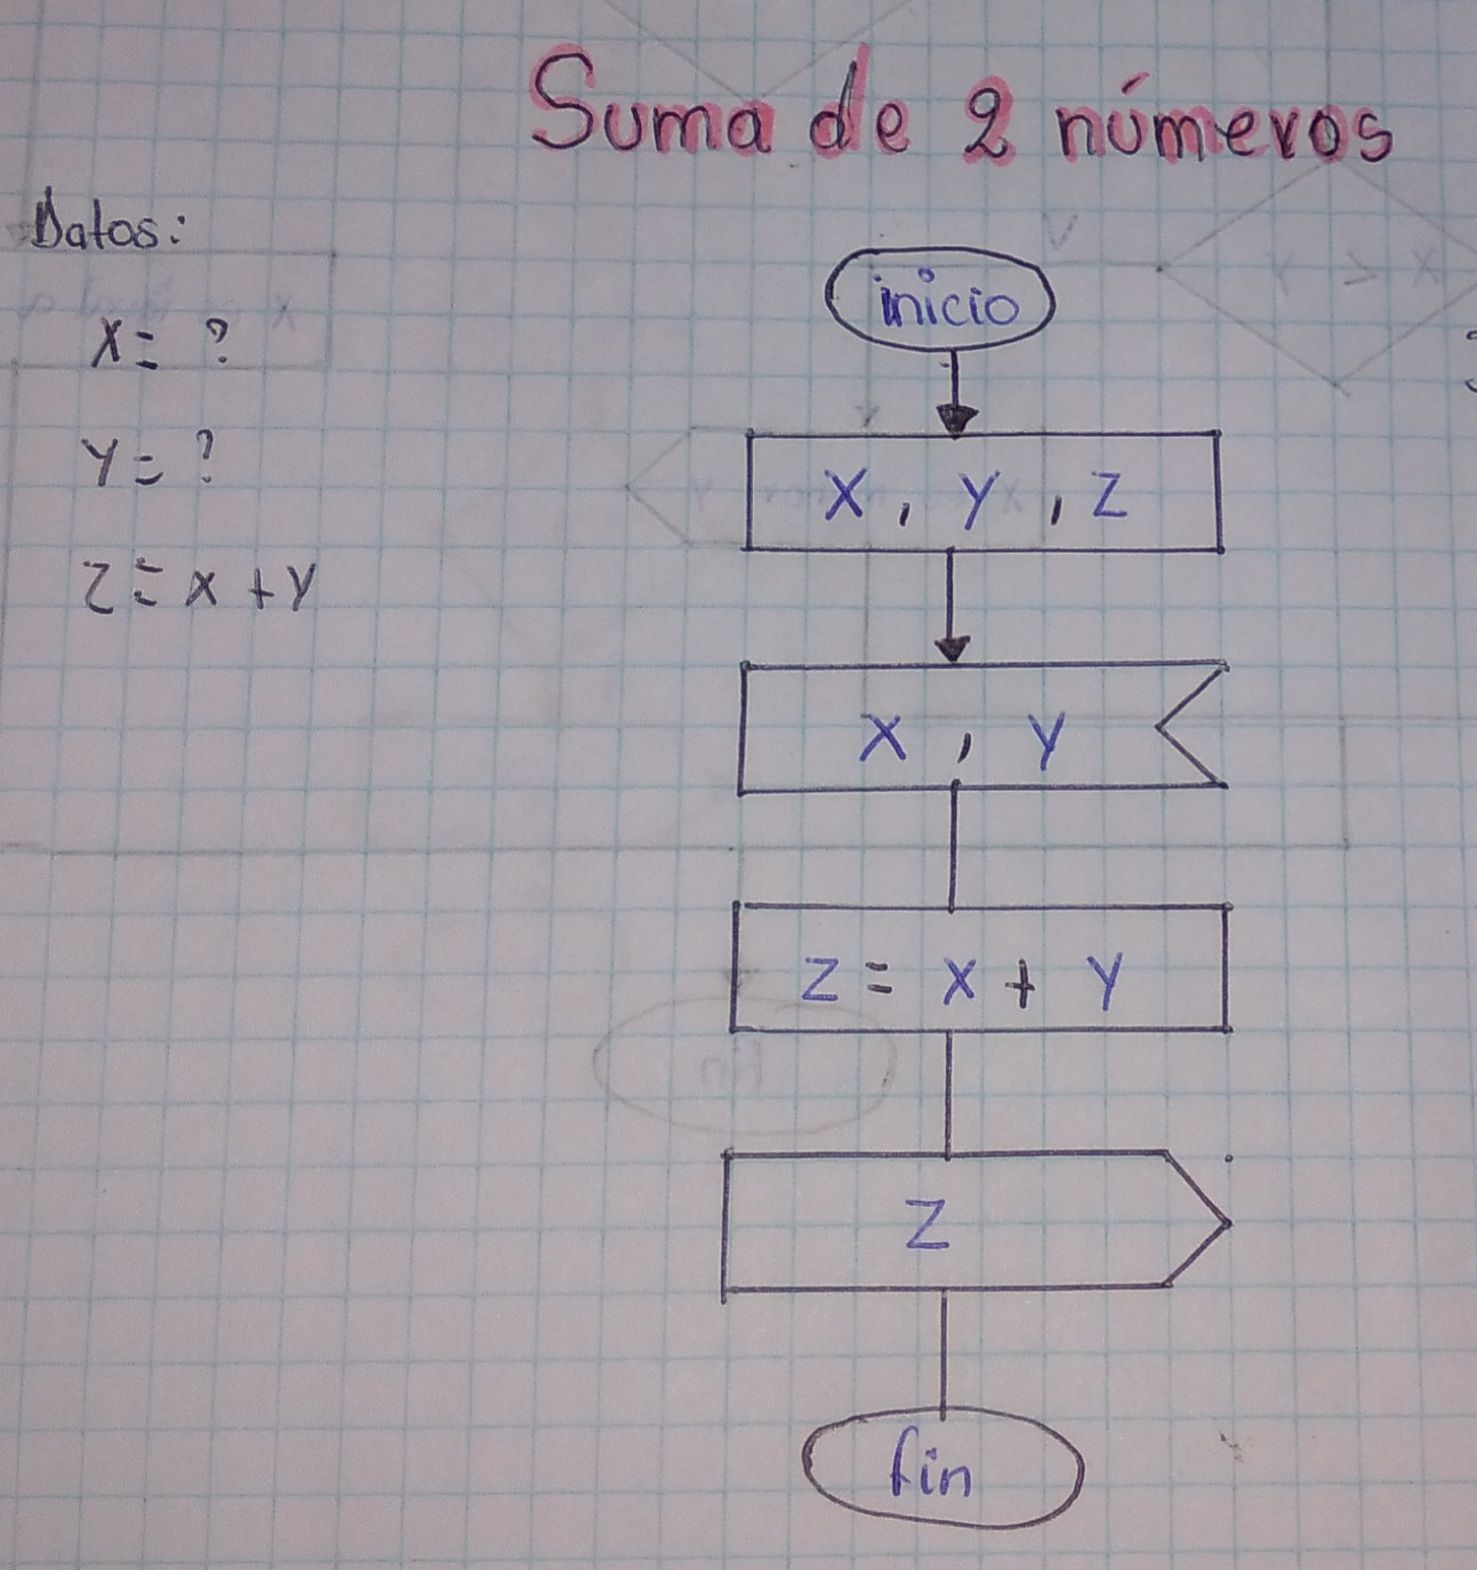 Suma de 2 números
Datos:
X = ?
Y = ?
Z = X + Y
inicio
X, Y, Z
X, Y
Z = X + Y
Z
fin